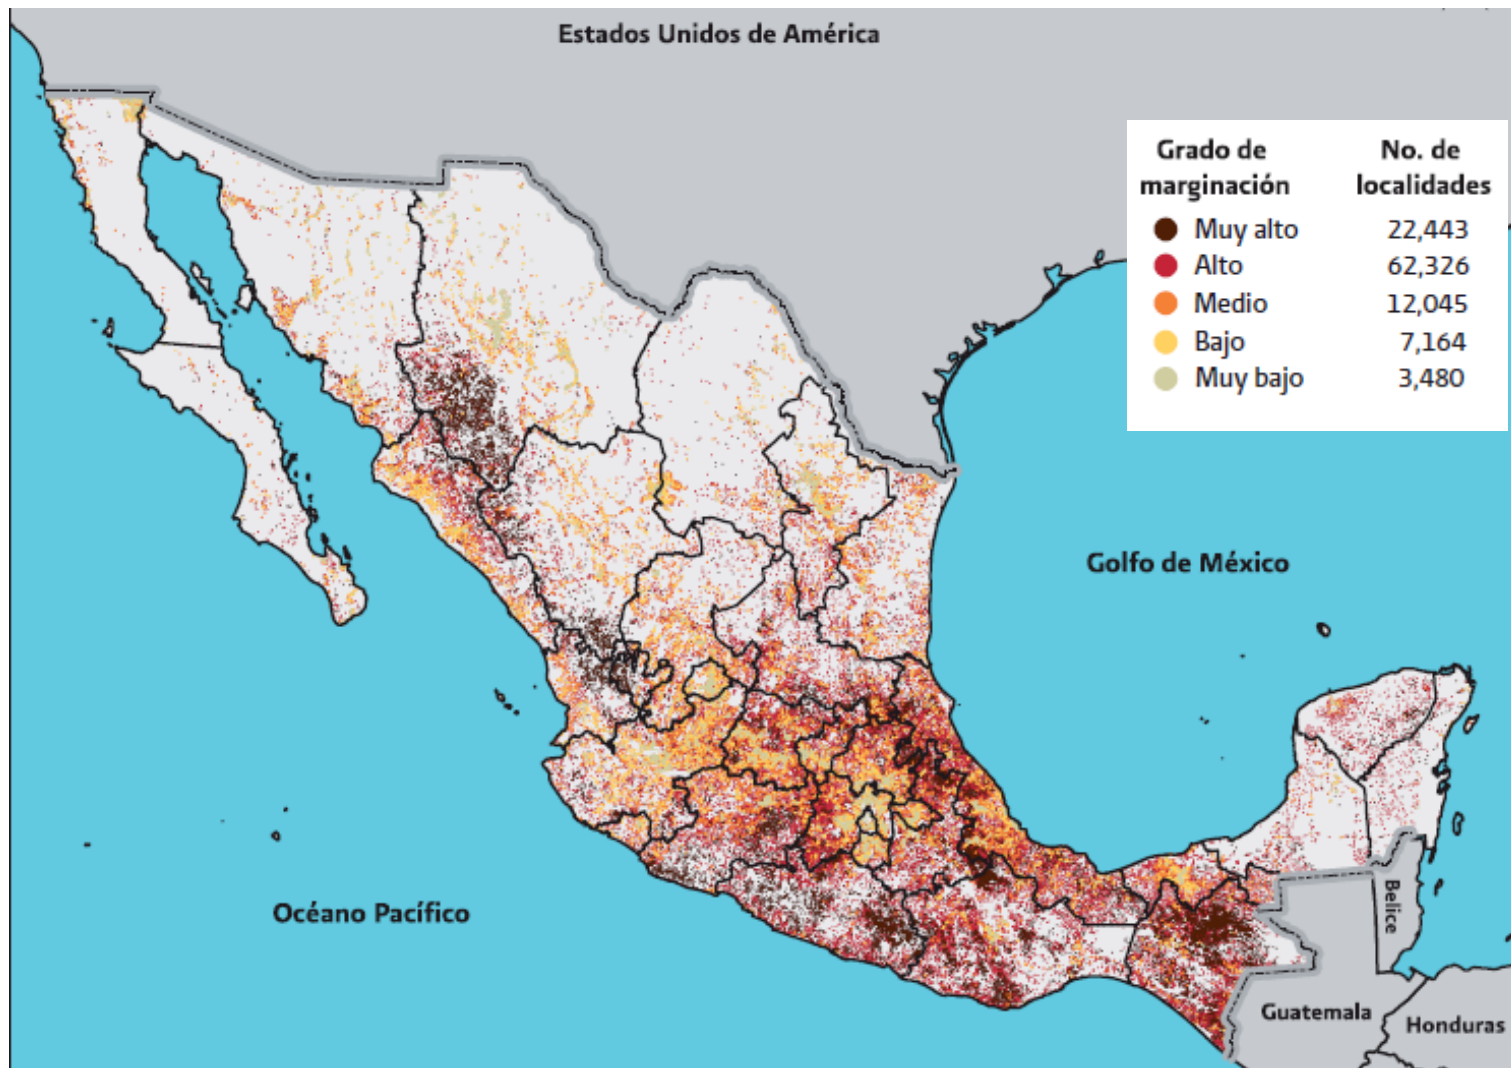 Estados Unidos de América
Grado de
marginación
No. de
localidades
Muy alto 22,443
Alto 62,326
Medio 12,045
Bajo 7,164
Muy bajo 3,480
Golfo de México
Océano Pacífico
Belice
Guatemala
Honduras